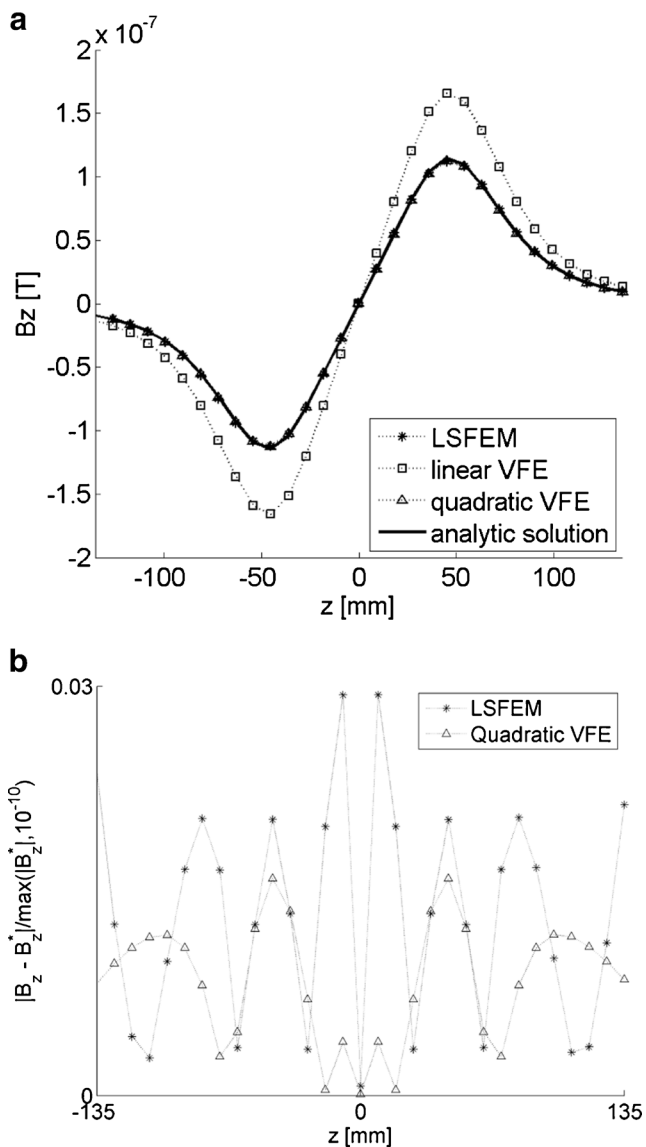 a
× 10⁻⁷
2
1.5
1
0.5
0
-0.5
-1
-1.5
-2
Bz [T]
-100 -50 0 50 100
z [mm]
LSFEM
linear VFE
quadratic VFE
analytic solution
b
0.03
0
|B_z - B_z^*|/max(|B_z^*|,10⁻¹⁰)
LSFEM
Quadratic VFE
-135 0 135
z [mm]